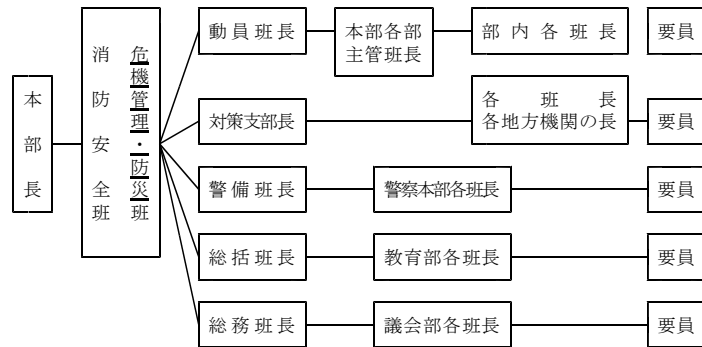 本部長
危機管理・防災班
消防安全班
動員班長
本部各部
主管班長
部内各班長
要員
対策支部長
各班長
各地方機関の長
要員
警備班長
警察本部各班長
要員
総括班長
教育部各班長
要員
総務班長
議会部各班長
要員